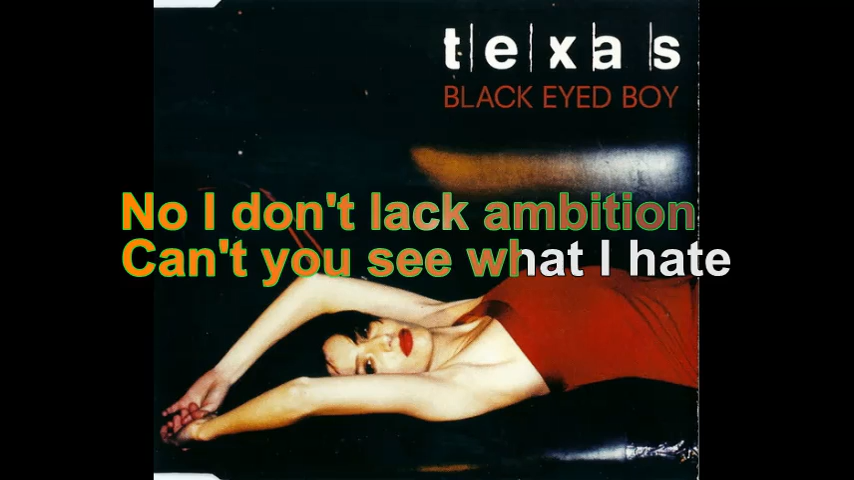 texas
BLACK EYED BOY
No I don't lack ambition
Can't you see what I hate